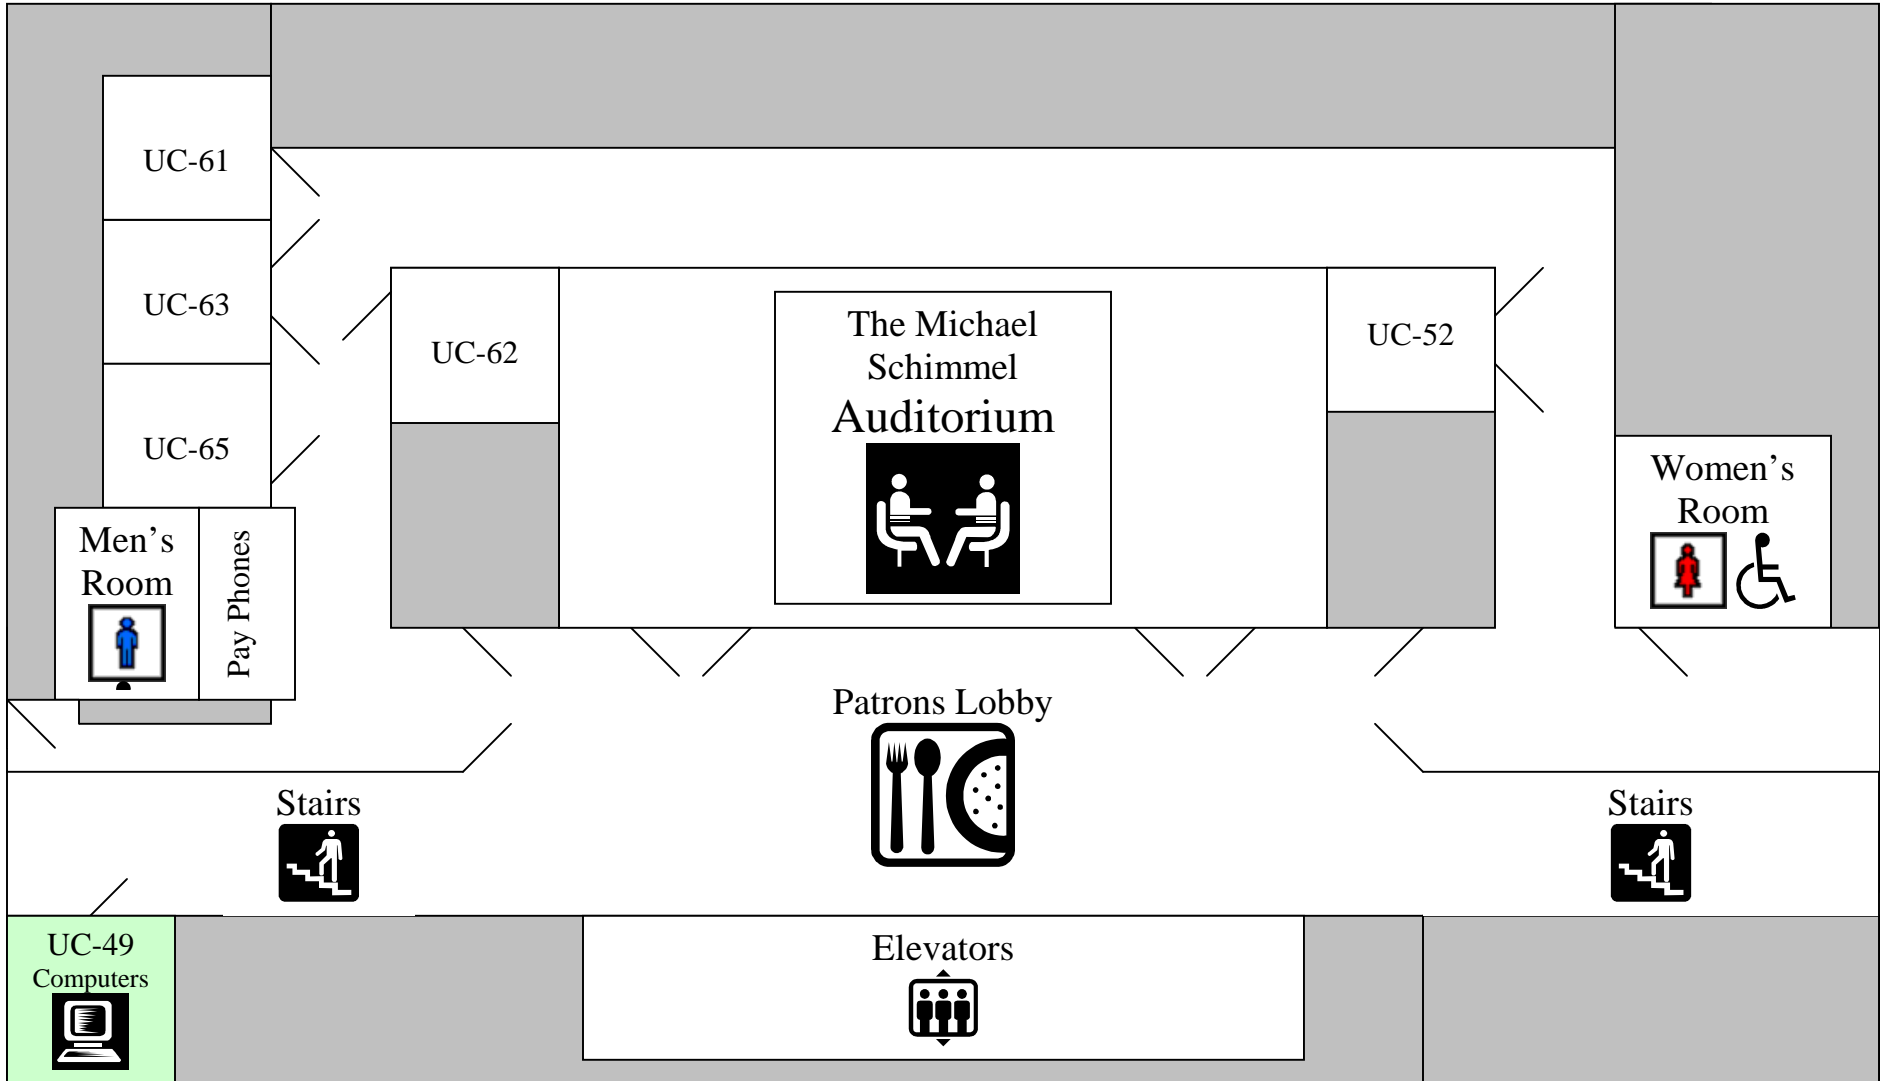 UC-61
UC-63
UC-62
The Michael
Schimmel
Auditorium
UC-52
UC-65
Men’s
Room
Pay Phones
Women’s
Room
Patrons Lobby
Stairs
Stairs
UC-49
Computers
Elevators